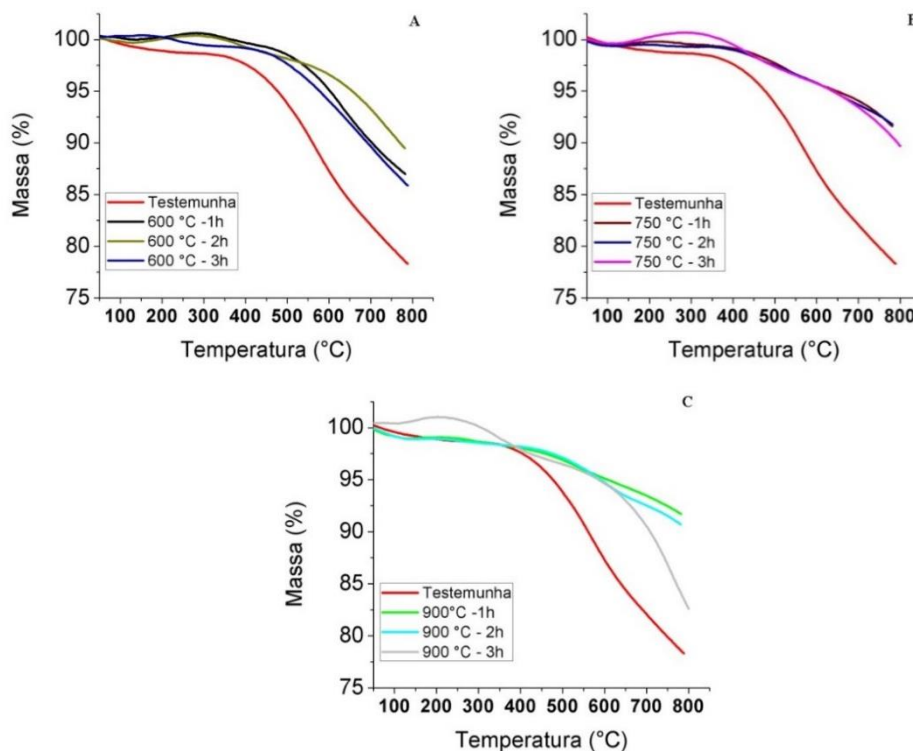 A
100
95
90
85
80
75
Massa (%)
Testemunha
600 °C -1h
600 °C - 2h
600 °C - 3h
100 200 300 400 500 600 700 800
Temperatura (°C)
100
95
90
85
80
75
Massa (%)
Testemunha
750 °C -1h
750 °C - 2h
750 °C - 3h
100 200 300 400 500 600 700 800
Temperatura (°C)
C
100
95
90
85
80
75
Massa (%)
Testemunha
900°C -1h
900 °C - 2h
900 °C - 3h
100 200 300 400 500 600 700 800
Temperatura (°C)